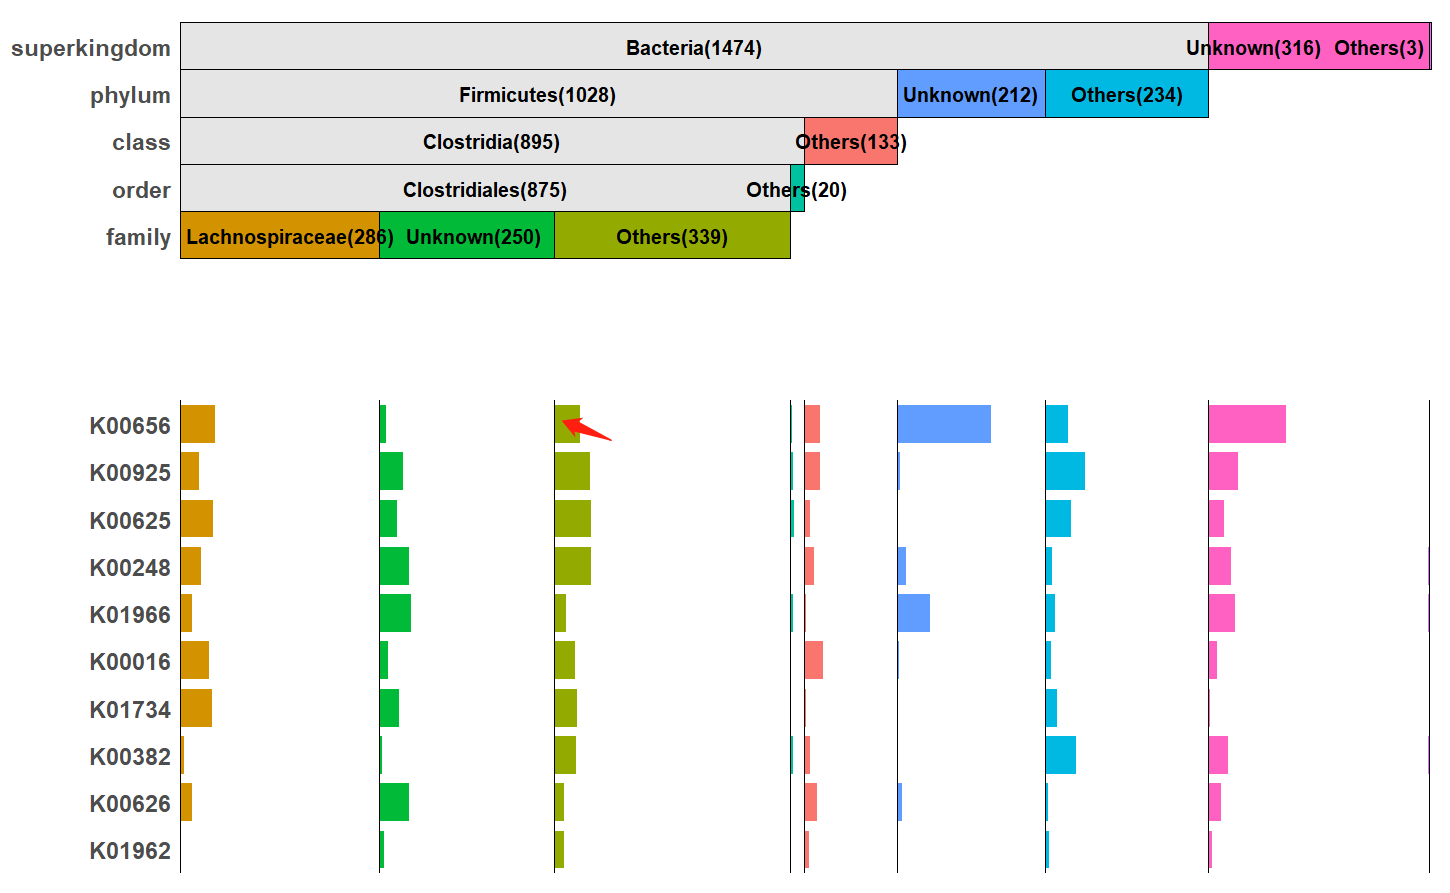 superkingdom Bacteria(1474) Unknown(316) Others(3)
phylum Firmicutes(1028) Unknown(212) Others(234)
class Clostridia(895) Others(133)
order Clostridiales(875) Others(20)
family Lachnospiraceae(286) Unknown(250) Others(339)
K00656
K00925
K00625
K00248
K01966
K00016
K01734
K00382
K00626
K01962